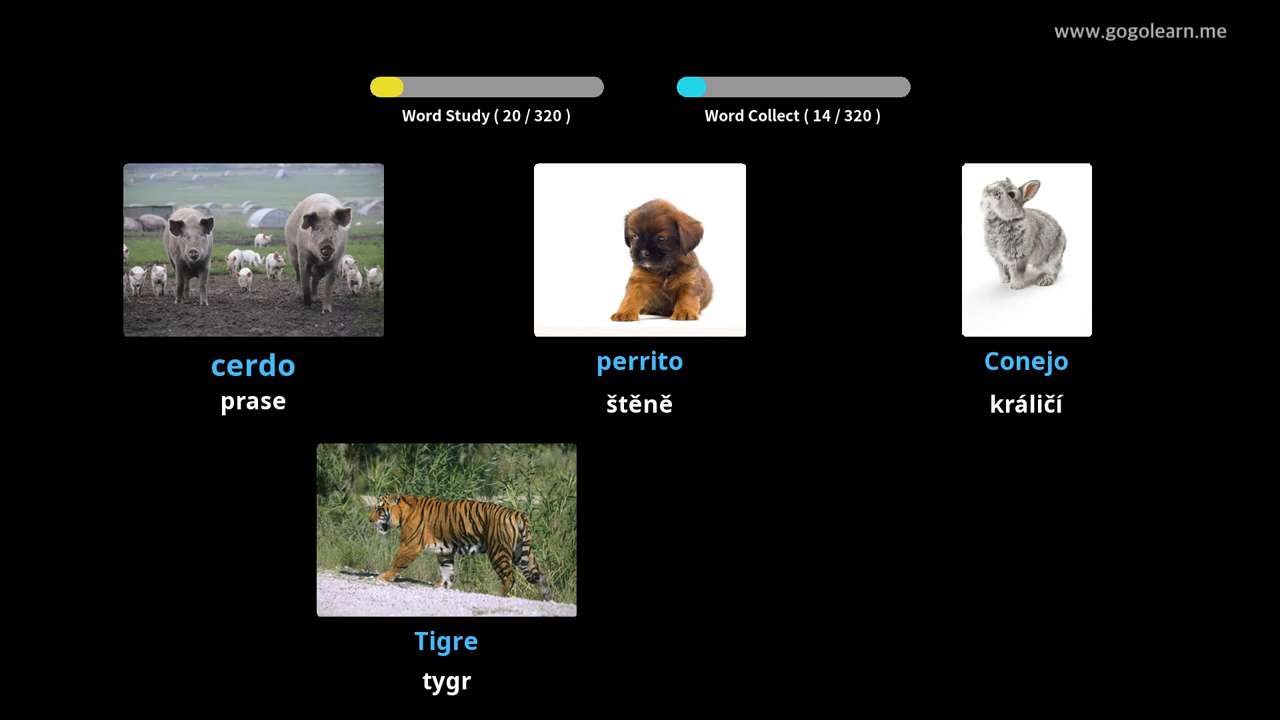 www.gogolearn.me
Word Study ( 20 / 320 )
Word Collect ( 14 / 320 )
cerdo
prase
perrito
štěně
Conejo
králičí
Tigre
tygr